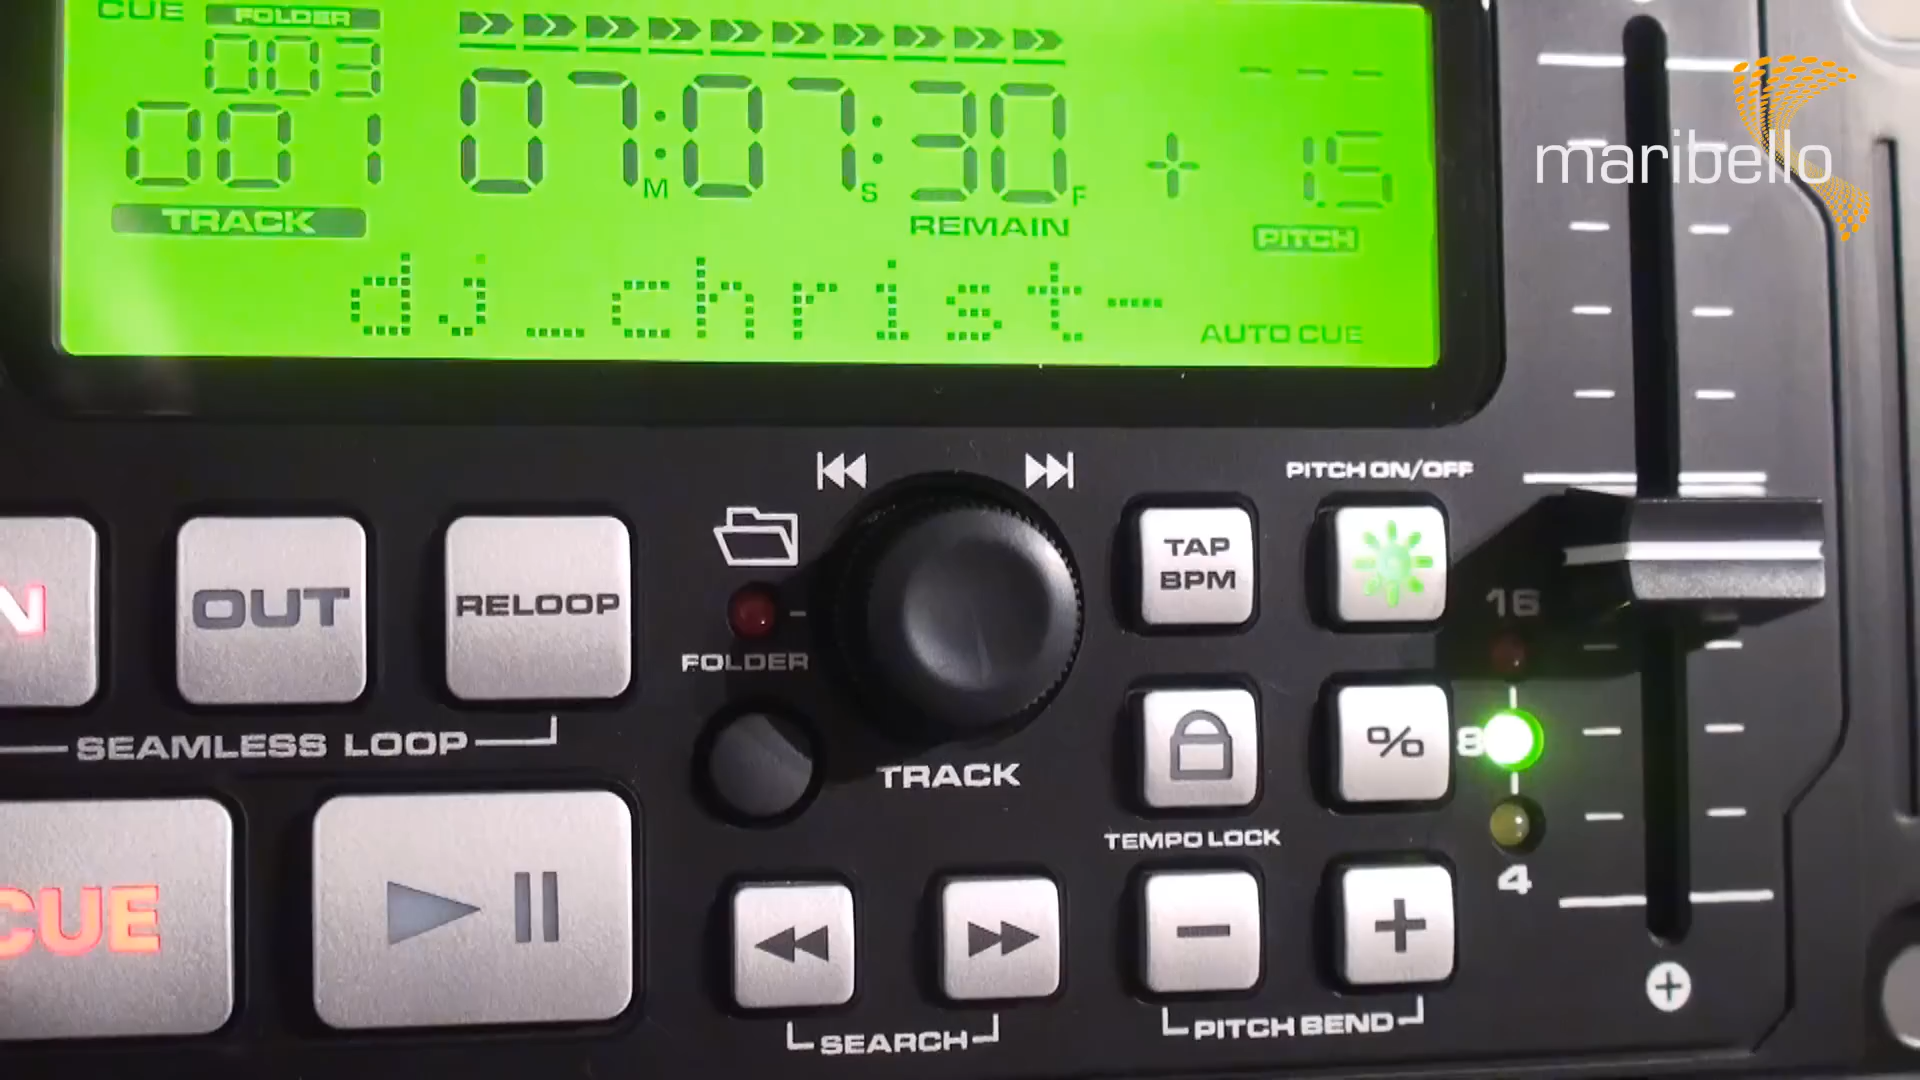 CUE FOLDER
003
001
TRACK
07:07:30
M S F
REMAIN
---
+ 1.5
PITCH
dj_christ-
AUTO CUE
maribello
PITCH ON/OFF
OUT
RELOOP
SEAMLESS LOOP
FOLDER
TRACK
TAP
BPM
16
8
4
%
TEMPO LOCK
CUE
SEARCH
-
+
PITCH BEND
+